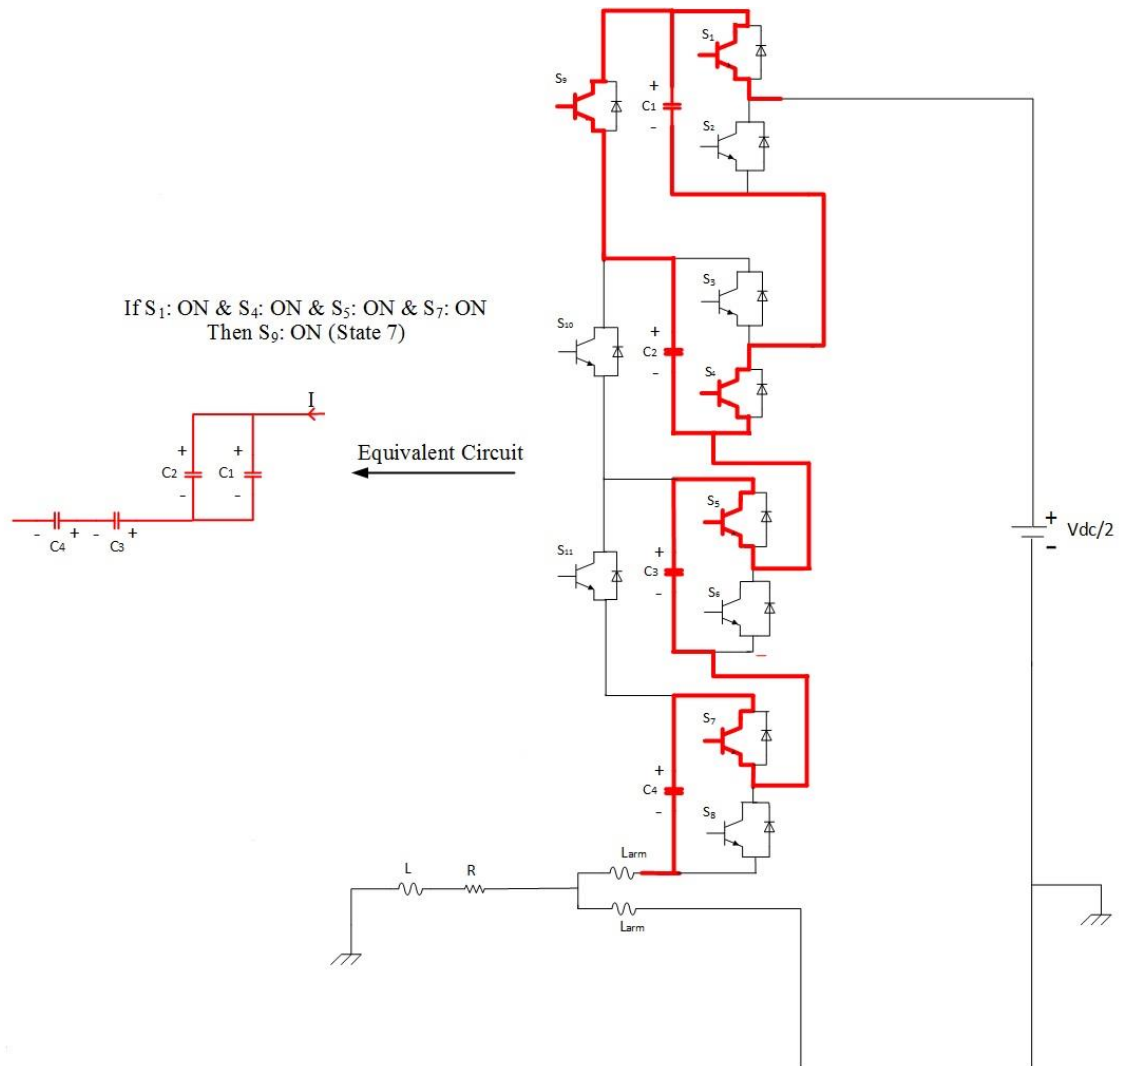 S₁
S₉
+
C1
-
S₂
S₃
If S₁: ON & S₄: ON & S₅: ON & S₇: ON
Then S₉: ON (State 7)
S₁₀
+
C2
-
S₄
I
Equivalent Circuit
+ +
C2 C1
- -
- + - +
C4 C3
S₅
+
Vdc/2
-
S₁₁
+
C3
-
S₆
S₇
+
C4
-
S₈
Larm
L R
Larm